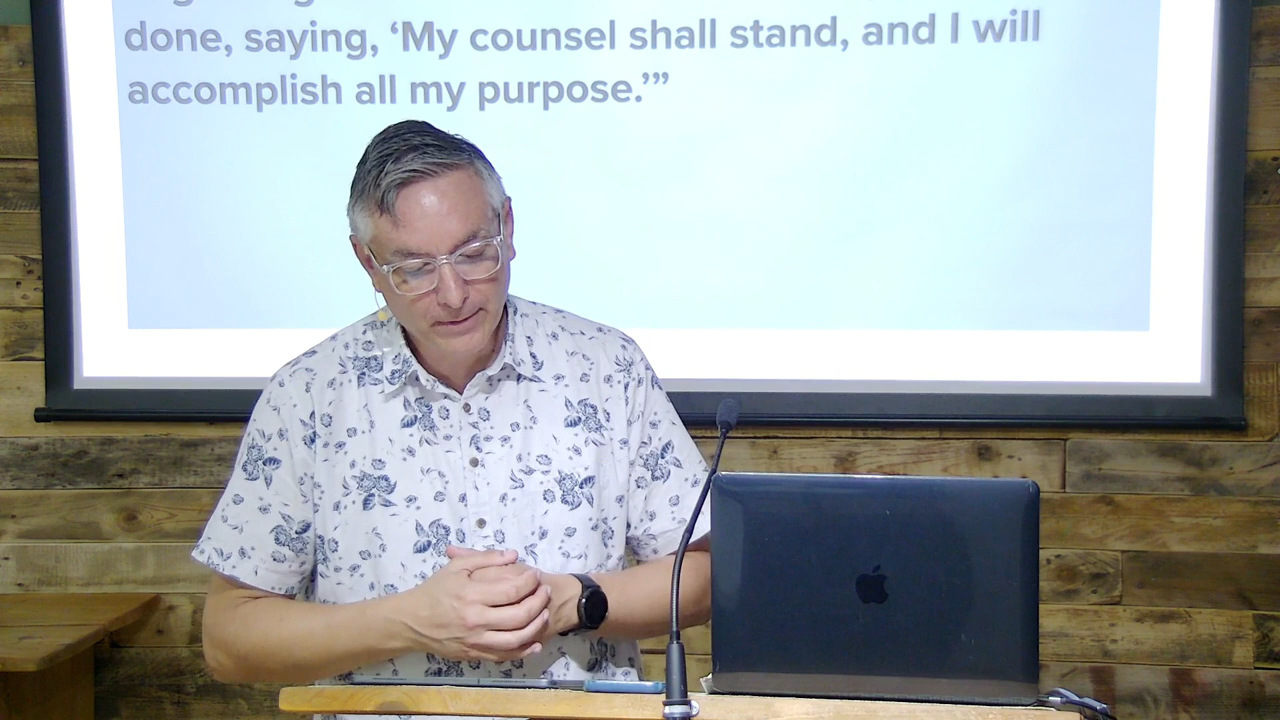 done, saying, ‘My counsel shall stand, and I will
accomplish all my purpose.’”